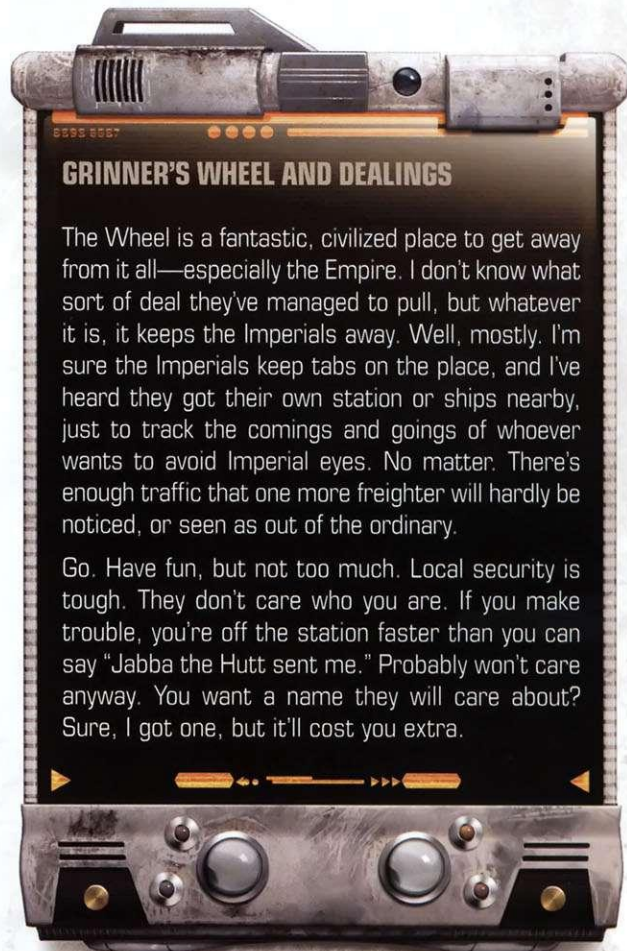 GRINNER'S WHEEL AND DEALINGS
The Wheel is a fantastic, civilized place to get away
from it all—especially the Empire. I don't know what
sort of deal they've managed to pull, but whatever
it is, it keeps the Imperials away. Well, mostly. I'm
sure the Imperials keep tabs on the place, and I've
heard they got their own station or ships nearby,
just to track the comings and goings of whoever
wants to avoid Imperial eyes. No matter. There's
enough traffic that one more freighter will hardly be
noticed, or seen as out of the ordinary.
Go. Have fun, but not too much. Local security is
tough. They don't care who you are. If you make
trouble, you're off the station faster than you can
say “Jabba the Hutt sent me.” Probably won't care
anyway. You want a name they will care about?
Sure, I got one, but it'll cost you extra.